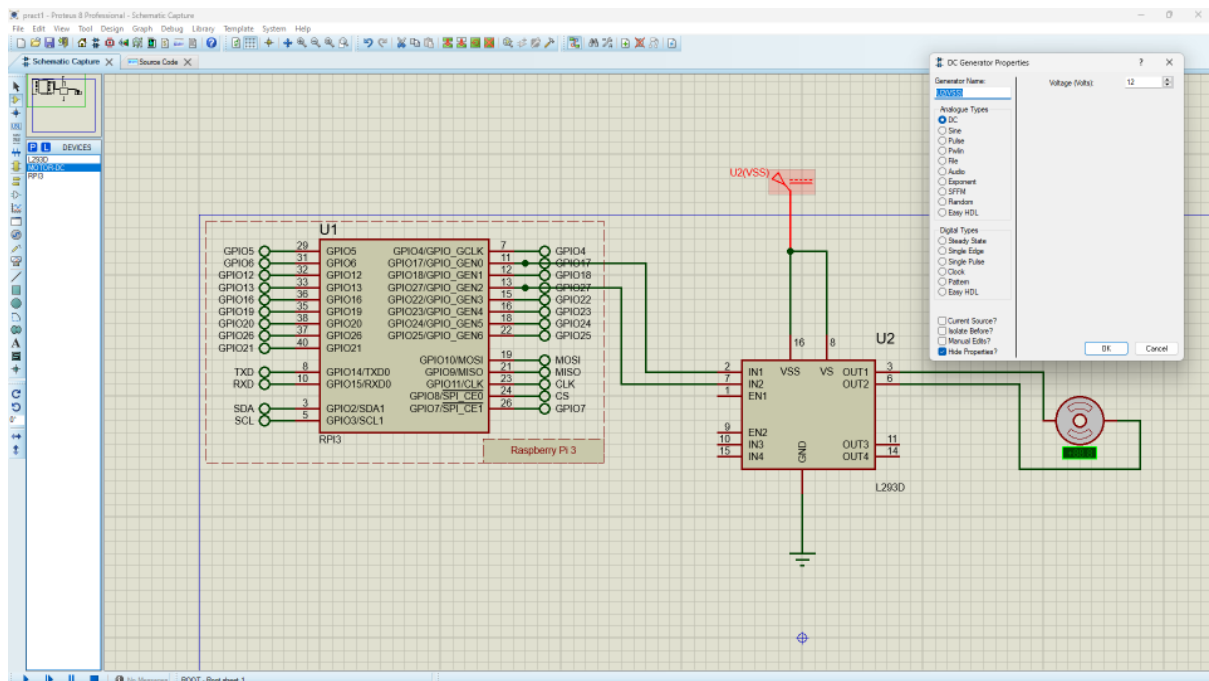 pract1 - Proteus 8 Professional - Schematic Capture
File Edit View Tool Design Graph Debug Library Template System Help
Schematic Capture
Source Code
P L DEVICES
L293D
MOTOR-DC
RPI3
U1
GPIO5 29 GPIO5 GPIO4/GPIO_GCLK 7 GPIO4
GPIO6 31 GPIO6 GPIO17/GPIO_GEN0 11 GPIO17
GPIO12 32 GPIO12 GPIO18/GPIO_GEN1 12 GPIO18
GPIO13 33 GPIO13 GPIO27/GPIO_GEN2 13 GPIO27
GPIO16 36 GPIO16 GPIO22/GPIO_GEN3 15 GPIO22
GPIO19 35 GPIO19 GPIO23/GPIO_GEN4 16 GPIO23
GPIO20 38 GPIO20 GPIO24/GPIO_GEN5 18 GPIO24
GPIO26 37 GPIO26 GPIO25/GPIO_GEN6 22 GPIO25
GPIO21 40 GPIO21
GPIO10/MOSI 19 MOSI
TXD 8 GPIO14/TXD0 GPIO9/MISO 21 MISO
RXD 10 GPIO15/RXD0 GPIO11/CLK 23 CLK
GPIO8/SPI_CE0 24 CS
SDA 3 GPIO2/SDA1 GPIO7/SPI_CE1 26 GPIO7
SCL 5 GPIO3/SCL1
RPI3
Raspberry Pi 3
U2(VSS)
U2
16 8
2 IN1 VSS VS OUT1 3
7 IN2 OUT2 6
1 EN1
9 EN2
10 IN3 OUT3 11
15 IN4 GND OUT4 14
L293D
DC Generator Properties
Generator Name:
U2(VSS)
Voltage (Volts): 12
Analogue Types
DC
Sine
Pulse
Pwlin
File
Audio
Exponent
SFFM
Random
Easy HDL
Digital Types
Steady State
Single Edge
Single Pulse
Clock
Pattern
Easy HDL
Current Source?
Isolate Before?
Manual Edits?
Hide Properties?
OK Cancel
No Messages
ROOT - Root sheet 1